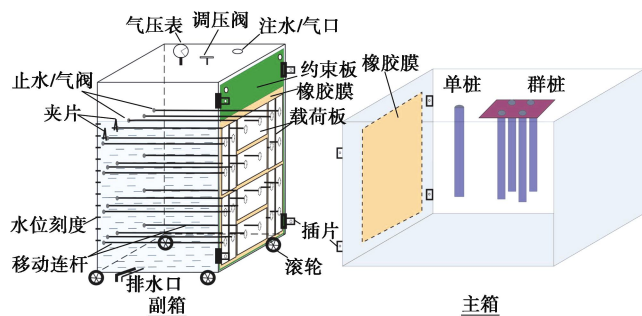 气压表
调压阀
注水/气口
止水/气阀
夹片
约束板
橡胶膜
载荷板
水位刻度
移动连杆
排水口
插片
滚轮
副箱
橡胶膜
单桩
群桩
主箱